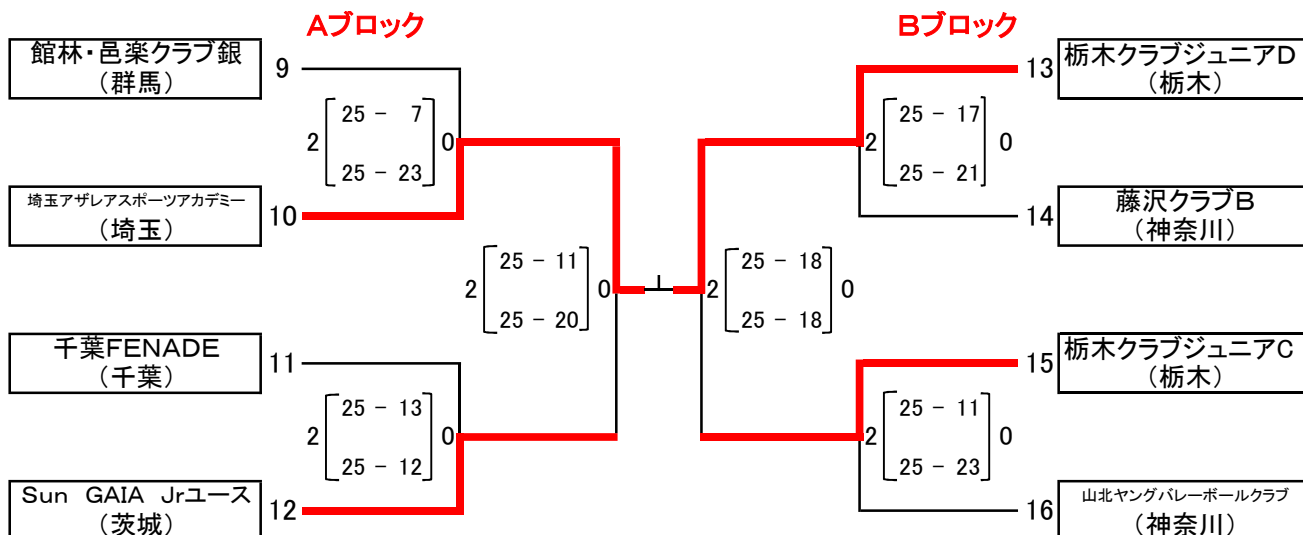 Aブロック
Bブロック
館林・邑楽クラブ銀
（群馬）
9
25 － 7
2
0
25 － 23
埼玉アザレアスポーツアカデミー
（埼玉）
10
25 － 11
2
0
25 － 20
千葉FENADE
（千葉）
11
25 － 13
2
0
25 － 12
Sun GAIA Jrユース
（茨城）
12
13
栃木クラブジュニアD
（栃木）
25 － 17
2
0
25 － 21
14
藤沢クラブB
（神奈川）
25 － 18
2
0
25 － 18
15
栃木クラブジュニアC
（栃木）
25 － 11
2
0
25 － 23
16
山北ヤングバレーボールクラブ
（神奈川）